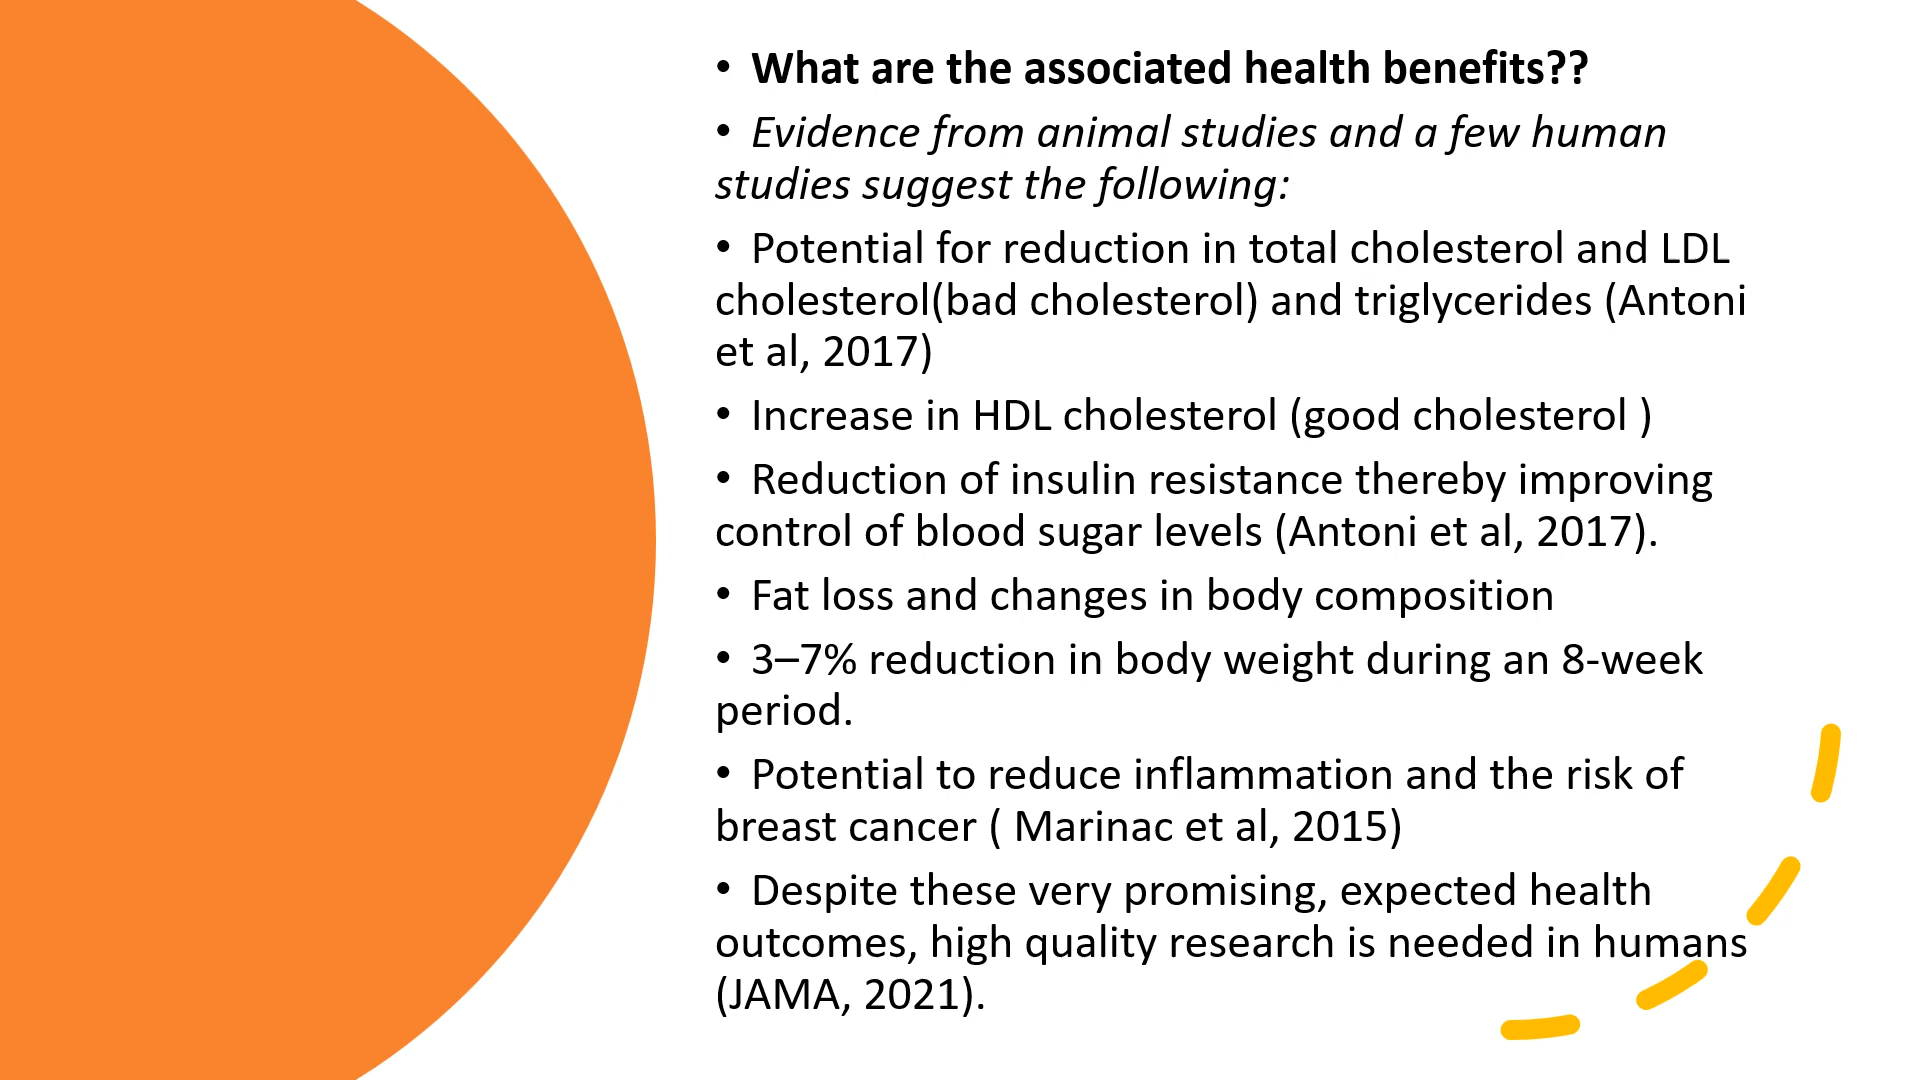 • What are the associated health benefits??
• Evidence from animal studies and a few human
studies suggest the following:
• Potential for reduction in total cholesterol and LDL
cholesterol(bad cholesterol) and triglycerides (Antoni
et al, 2017)
• Increase in HDL cholesterol (good cholesterol )
• Reduction of insulin resistance thereby improving
control of blood sugar levels (Antoni et al, 2017).
• Fat loss and changes in body composition
• 3–7% reduction in body weight during an 8-week
period.
• Potential to reduce inflammation and the risk of
breast cancer ( Marinac et al, 2015)
• Despite these very promising, expected health
outcomes, high quality research is needed in humans
(JAMA, 2021).